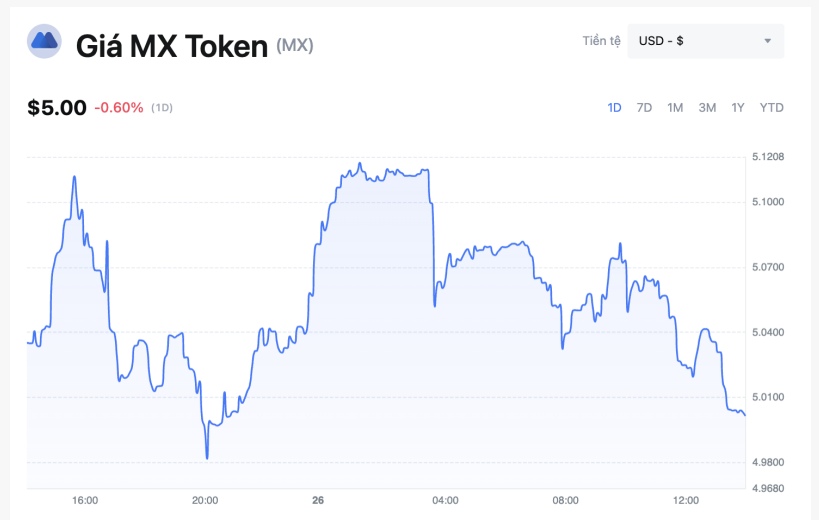 Giá MX Token (MX)
Tiền tệ
USD - $
$5.00 -0.60% (1D)
1D 7D 1M 3M 1Y YTD
5.1208
5.1000
5.0700
5.0400
5.0100
4.9800
4.9680
16:00 20:00 26 04:00 08:00 12:00